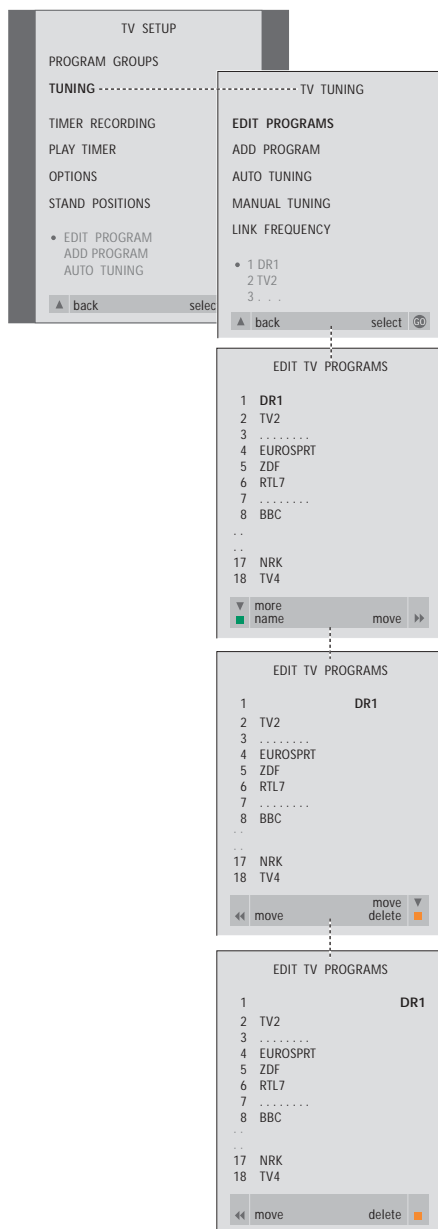 TV SETUP
PROGRAM GROUPS
TUNING
TIMER RECORDING
PLAY TIMER
OPTIONS
STAND POSITIONS
• EDIT PROGRAM
ADD PROGRAM
AUTO TUNING
▲ back selec
TV TUNING
EDIT PROGRAMS
ADD PROGRAM
AUTO TUNING
MANUAL TUNING
LINK FREQUENCY
• 1 DR1
2 TV2
3 . . .
▲ back select GO
EDIT TV PROGRAMS
1 DR1
2 TV2
3 . . . . . . . .
4 EUROSPRT
5 ZDF
6 RTL7
7 . . . . . . . .
8 BBC
. .
. .
17 NRK
18 TV4
▼ more
name move ▶▶
EDIT TV PROGRAMS
1 DR1
2 TV2
3 . . . . . . . .
4 EUROSPRT
5 ZDF
6 RTL7
7 . . . . . . . .
8 BBC
. .
. .
17 NRK
18 TV4
move ▼
◀◀ move delete
EDIT TV PROGRAMS
1 DR1
2 TV2
3 . . . . . . . .
4 EUROSPRT
5 ZDF
6 RTL7
7 . . . . . . . .
8 BBC
. .
. .
17 NRK
18 TV4
◀◀ move delete